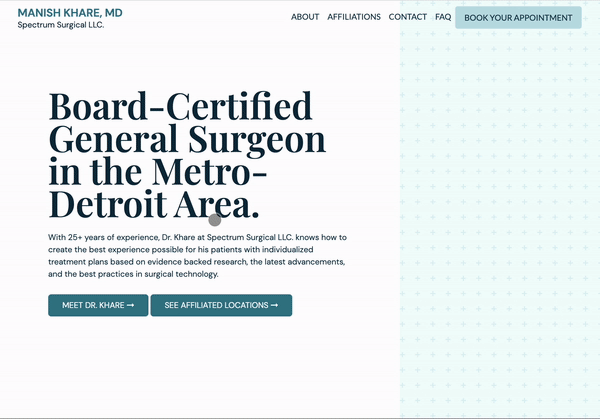 MANISH KHARE, MD
Spectrum Surgical LLC.
ABOUT AFFILIATIONS CONTACT FAQ BOOK YOUR APPOINTMENT
Board-Certified
General Surgeon
in the Metro-
Detroit Area.
With 25+ years of experience, Dr. Khare at Spectrum Surgical LLC. knows how to
create the best experience possible for his patients with individualized
treatment plans based on evidence backed research, the latest advancements,
and the best practices in surgical technology.
MEET DR. KHARE → SEE AFFILIATED LOCATIONS →